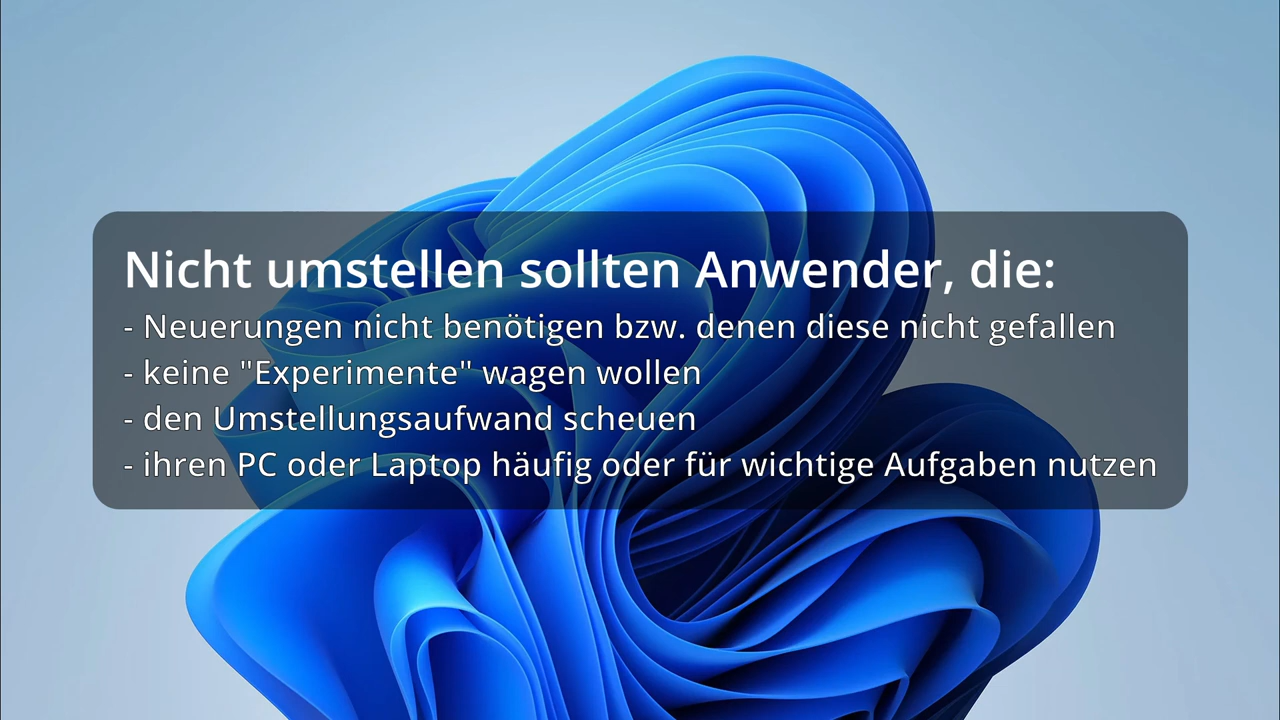 Nicht umstellen sollten Anwender, die:
- Neuerungen nicht benötigen bzw. denen diese nicht gefallen
- keine "Experimente" wagen wollen
- den Umstellungsaufwand scheuen
- ihren PC oder Laptop häufig oder für wichtige Aufgaben nutzen